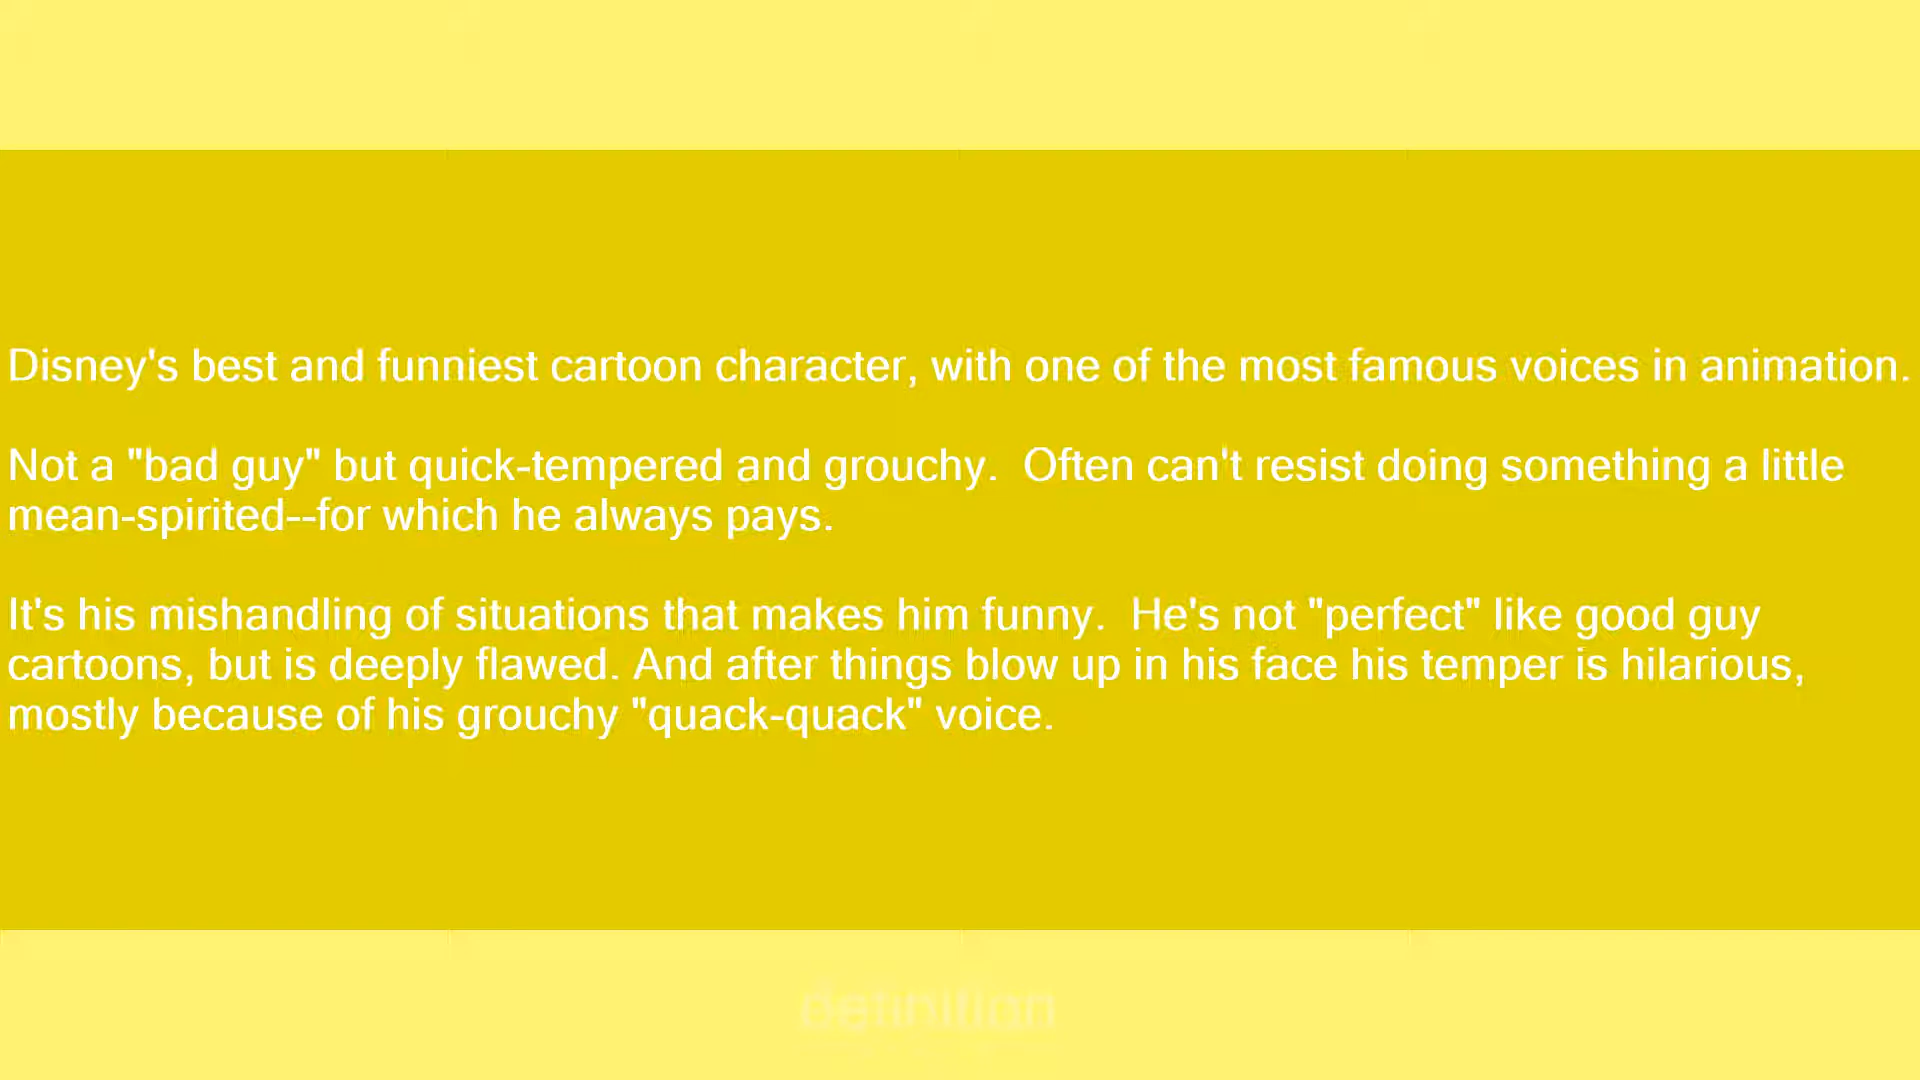 Disney's best and funniest cartoon character, with one of the most famous voices in animation.
Not a "bad guy" but quick-tempered and grouchy.  Often can't resist doing something a little
mean-spirited--for which he always pays.
It's his mishandling of situations that makes him funny.  He's not "perfect" like good guy
cartoons, but is deeply flawed. And after things blow up in his face his temper is hilarious,
mostly because of his grouchy "quack-quack" voice.
definition